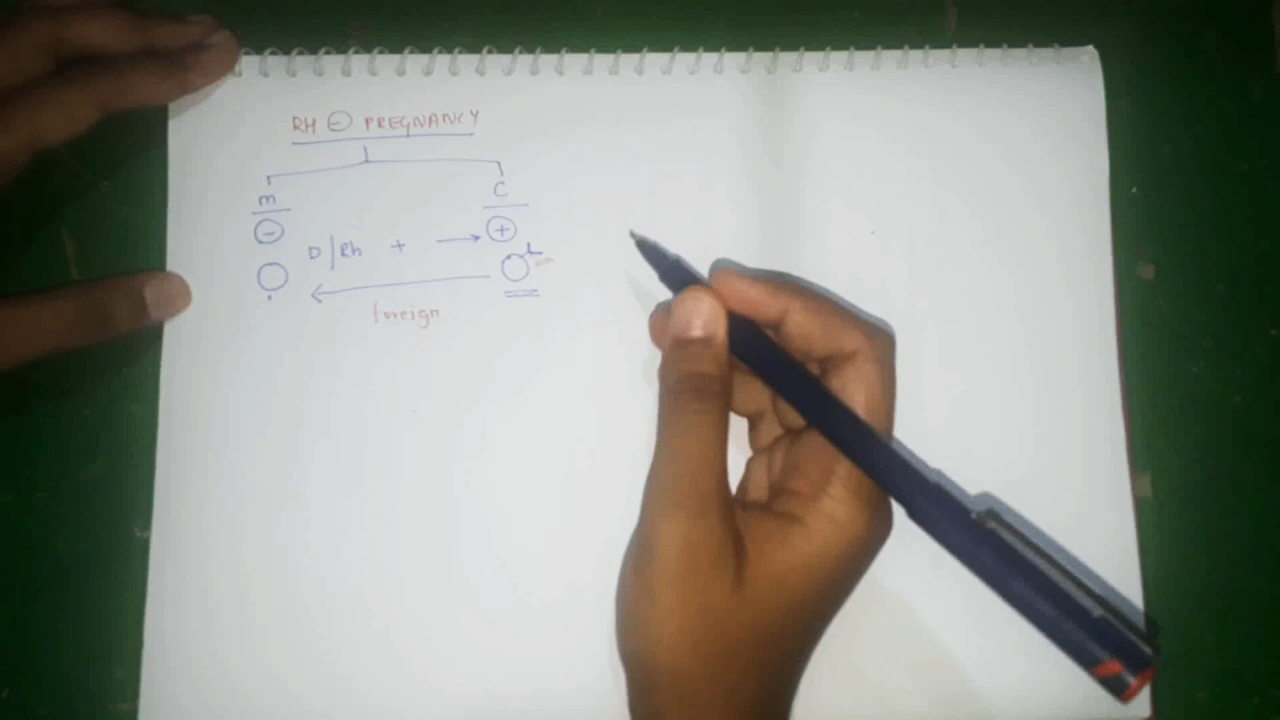 RH ⊖ PREGNANCY
m C
⊖ ⊕
D | Rh + →
foreign